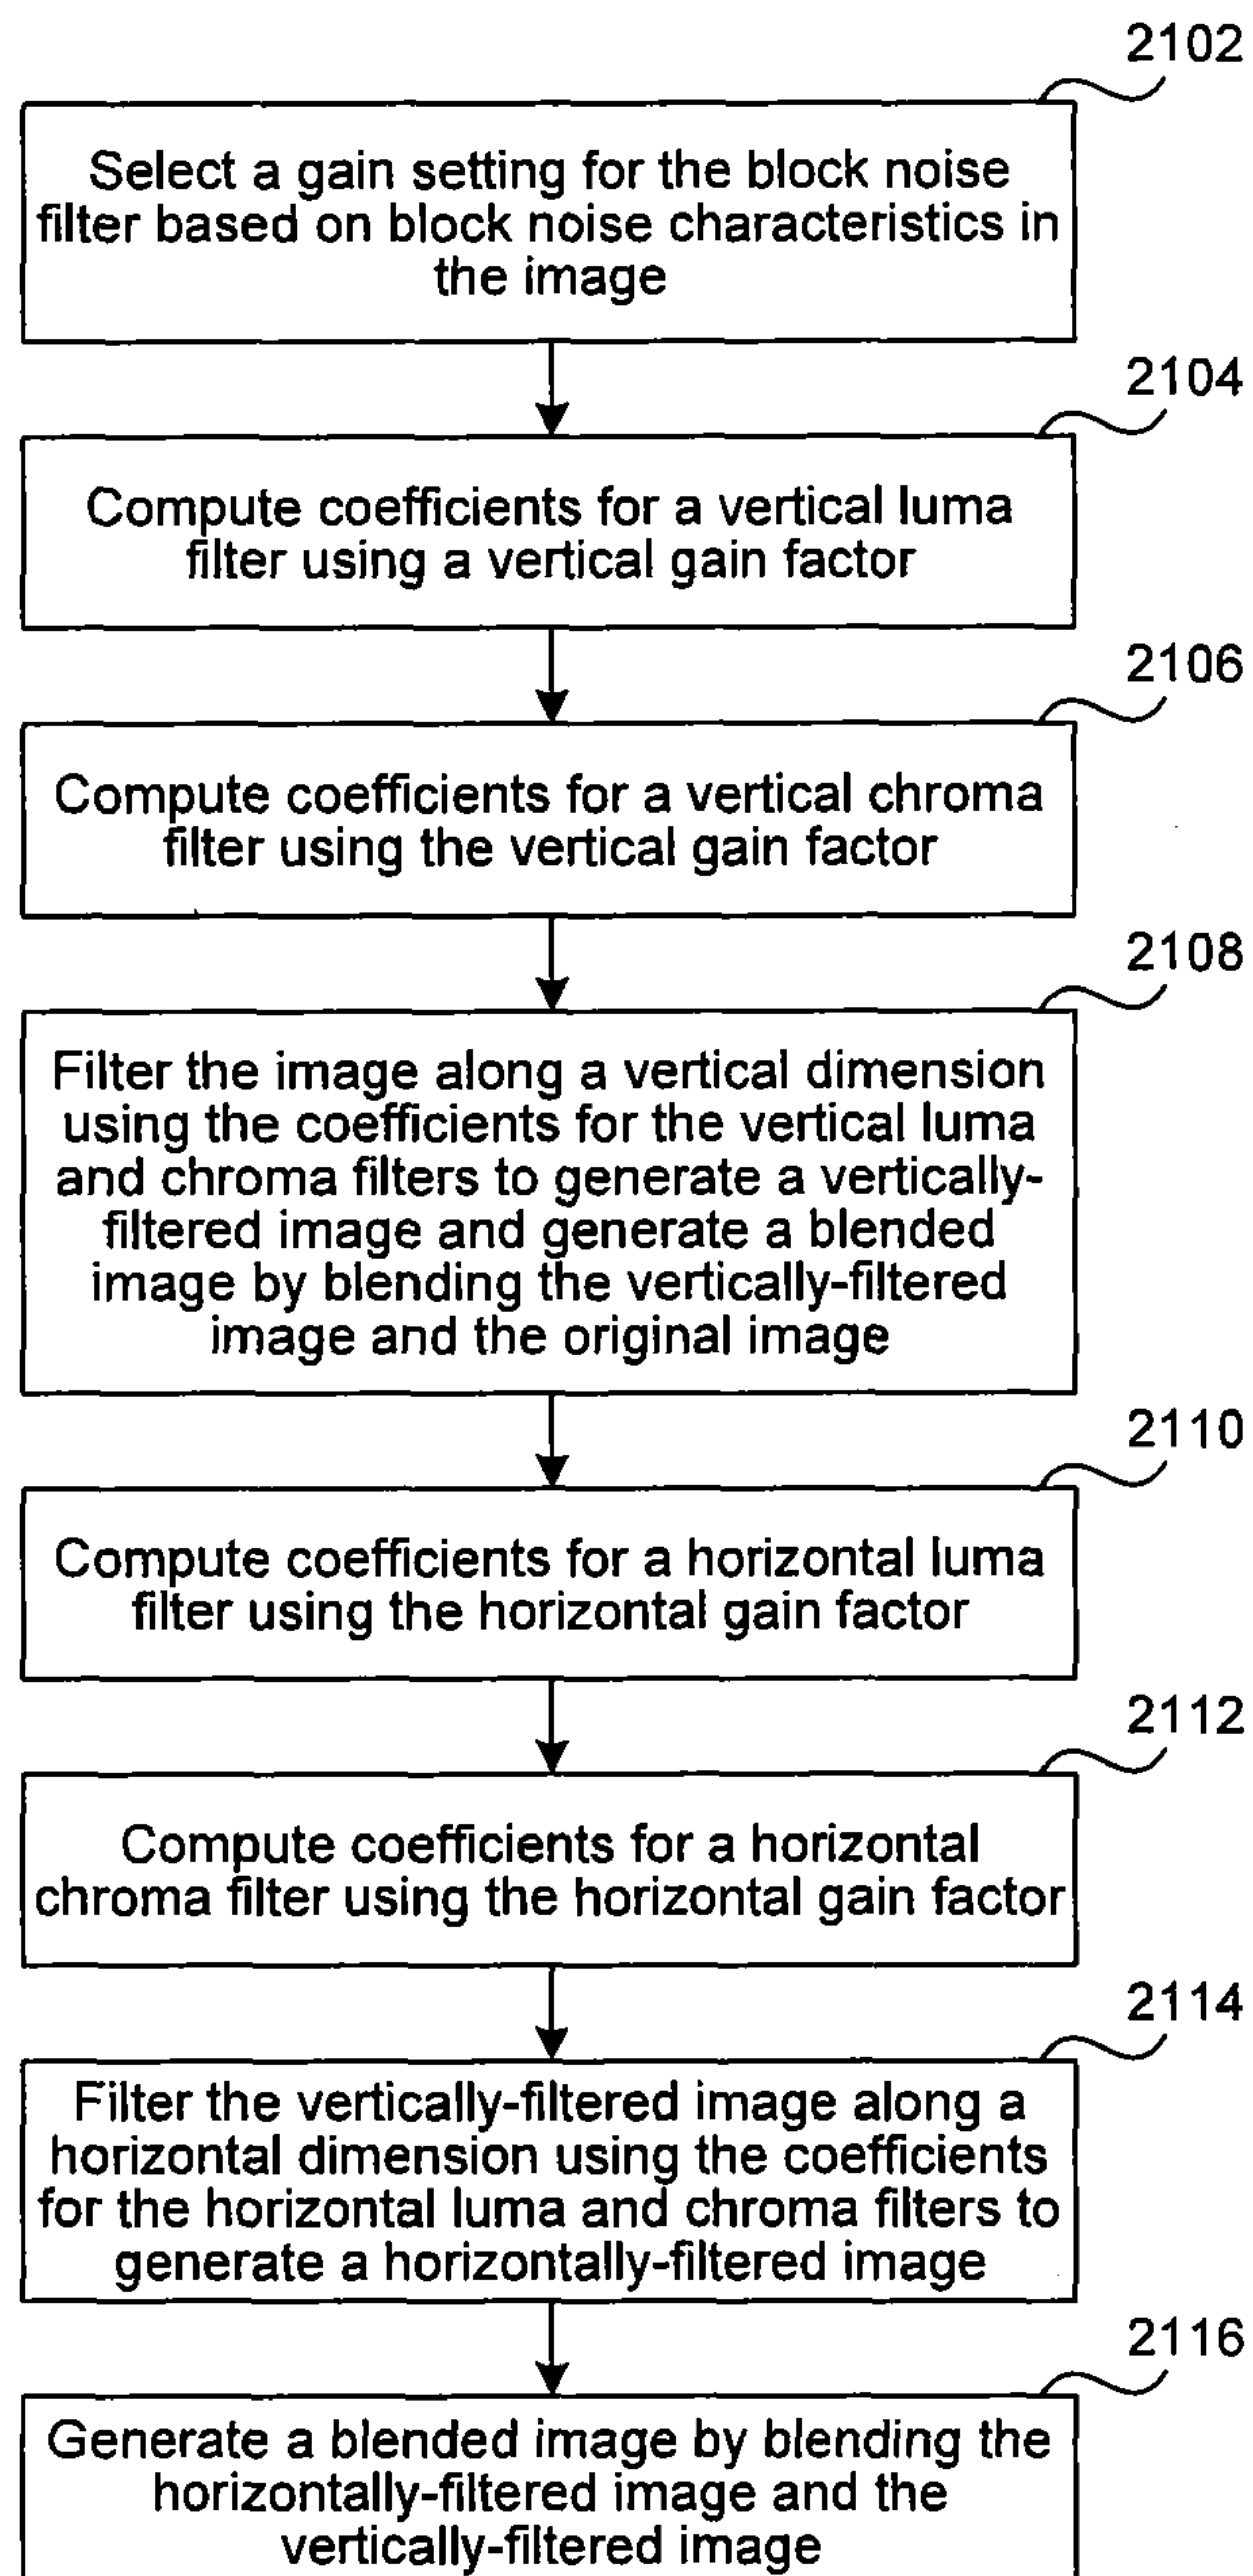 2102
Select a gain setting for the block noise
filter based on block noise characteristics in
the image
2104
Compute coefficients for a vertical luma
filter using a vertical gain factor
2106
Compute coefficients for a vertical chroma
filter using the vertical gain factor
2108
Filter the image along a vertical dimension
using the coefficients for the vertical luma
and chroma filters to generate a vertically-
filtered image and generate a blended
image by blending the vertically-filtered
image and the original image
2110
Compute coefficients for a horizontal luma
filter using the horizontal gain factor
2112
Compute coefficients for a horizontal
chroma filter using the horizontal gain factor
2114
Filter the vertically-filtered image along a
horizontal dimension using the coefficients
for the horizontal luma and chroma filters to
generate a horizontally-filtered image
2116
Generate a blended image by blending the
horizontally-filtered image and the
vertically-filtered image